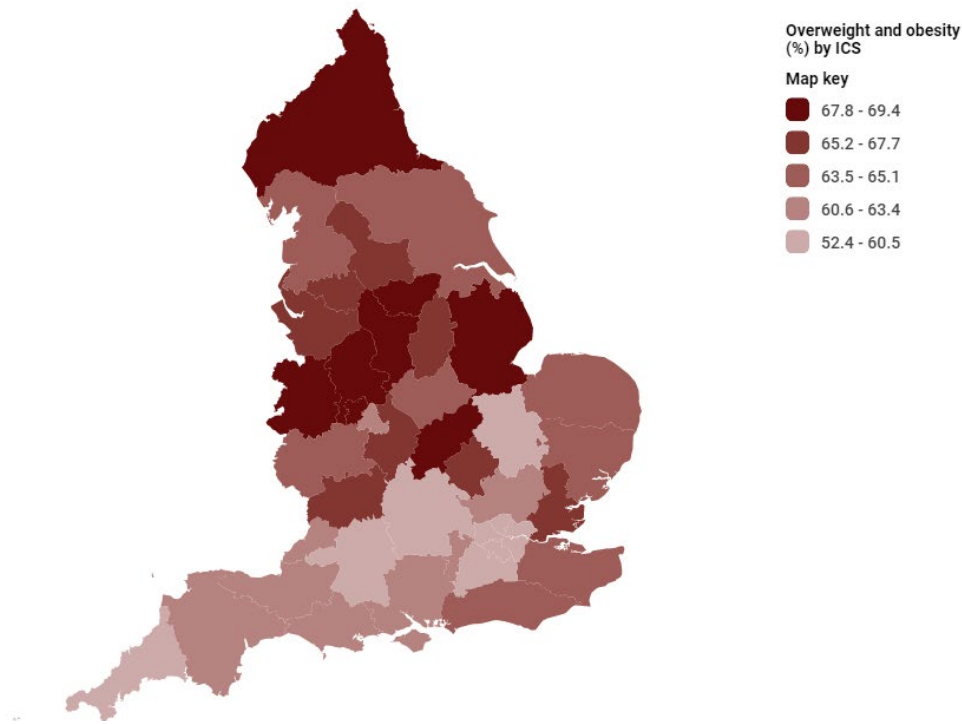 Overweight and obesity
(%) by ICS
Map key
67.8 - 69.4
65.2 - 67.7
63.5 - 65.1
60.6 - 63.4
52.4 - 60.5